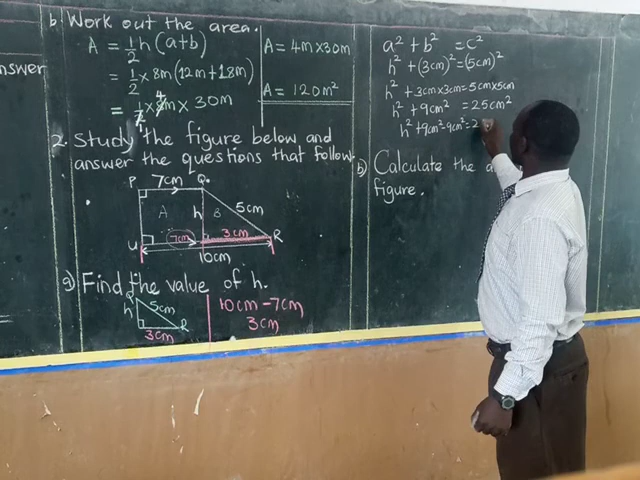 nswer
b) Work out the area.
A = 1/2 h (a+b)
= 1/2 x 8m (12m + 18m)
= 1/2 x 8m x 30m
1 4
A = 4m x 30m
A = 120m²
2. Study the figure below and
answer the questions that follow.
P 7cm Q
A h B 5cm
U 7cm 3cm R
10cm
a) Find the value of h.
Q
h 5cm
R
3cm
10cm - 7cm
3cm
a² + b² = c²
h² + (3cm)² = (5cm)²
h² + 3cm x 3cm = 5cm x 5cm
h² + 9cm² = 25cm²
h² + 9cm² - 9cm² = 2
b) Calculate the a
figure.